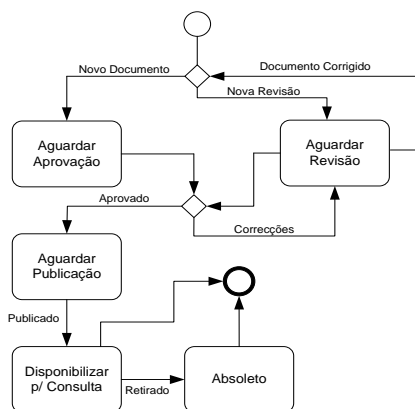 Novo Documento
Documento Corrigido
Nova Revisão
Aguardar
Aprovação
Aguardar
Revisão
Aprovado
Correcções
Aguardar
Publicação
Publicado
Disponibilizar
p/ Consulta
Retirado
Absoleto